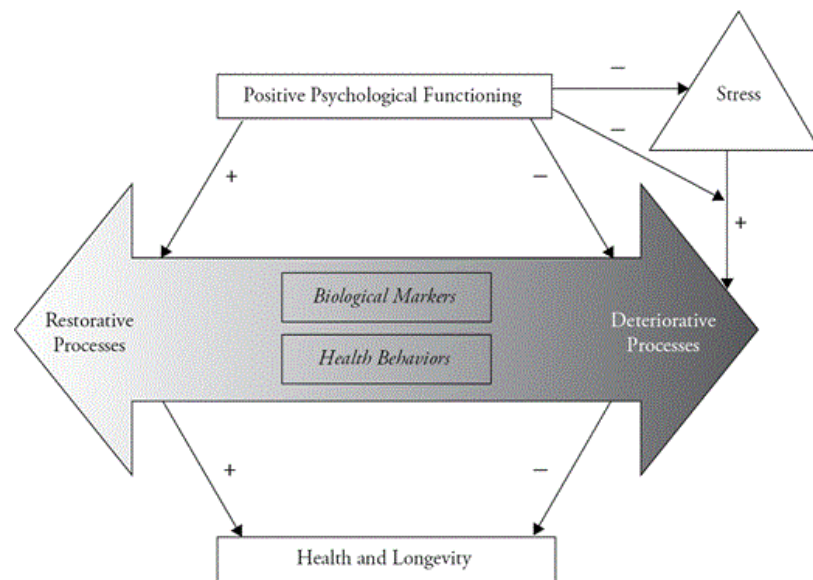 Positive Psychological Functioning
−
Stress
−
+
−
+
Biological Markers
Restorative
Processes
Deteriorative
Processes
Health Behaviors
+
−
Health and Longevity